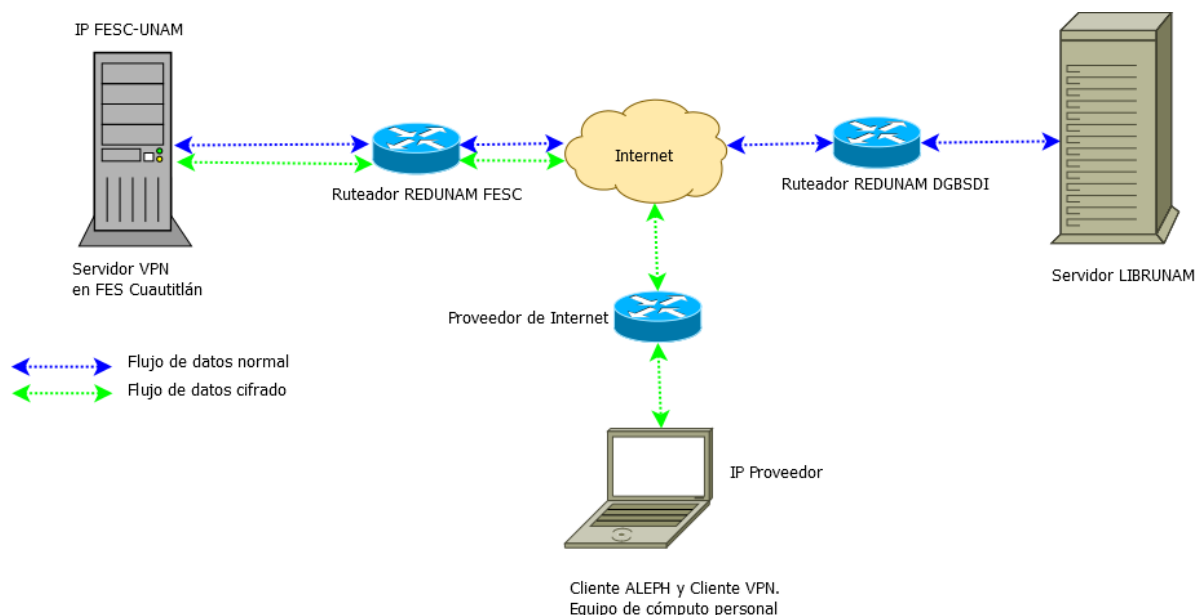 IP FESC-UNAM
Internet
Ruteador REDUNAM FESC
Ruteador REDUNAM DGBSDI
Servidor VPN
en FES Cuautitlán
Servidor LIBRUNAM
Proveedor de Internet
Flujo de datos normal
Flujo de datos cifrado
IP Proveedor
Cliente ALEPH y Cliente VPN.
Equipo de cómputo personal